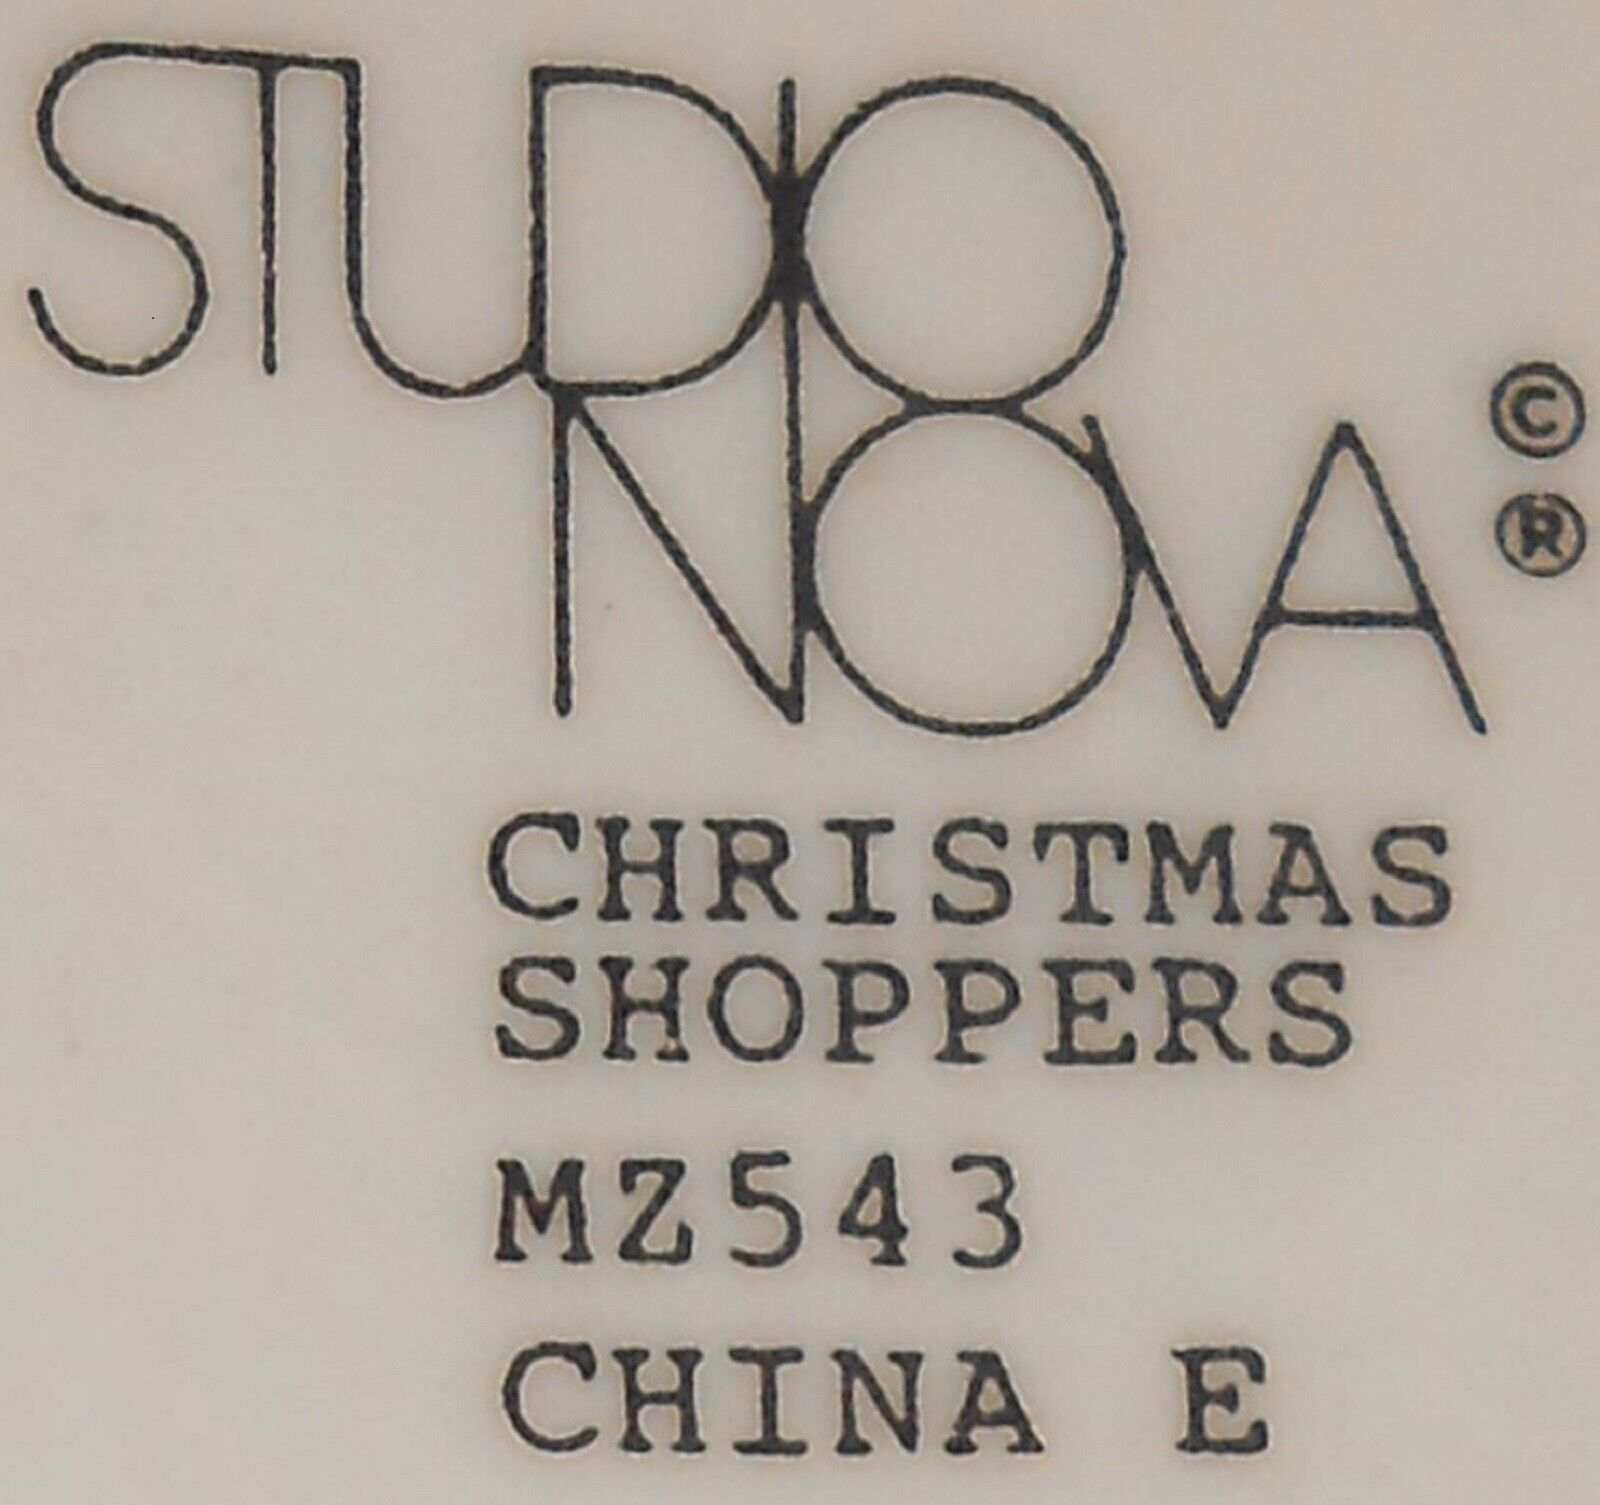 STUDIO
NOVA © ®
CHRISTMAS
SHOPPERS
MZ543
CHINA E